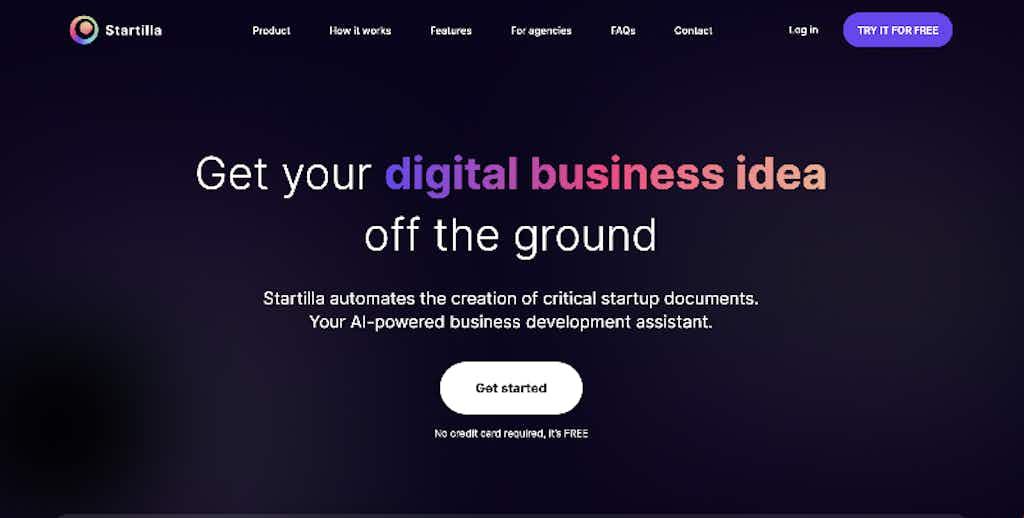 Startilla
Product
How it works
Features
For agencies
FAQs
Contact
Log in
TRY IT FOR FREE
Get your digital business idea
off the ground
Startilla automates the creation of critical startup documents.
Your AI-powered business development assistant.
Get started
No credit card required, it's FREE